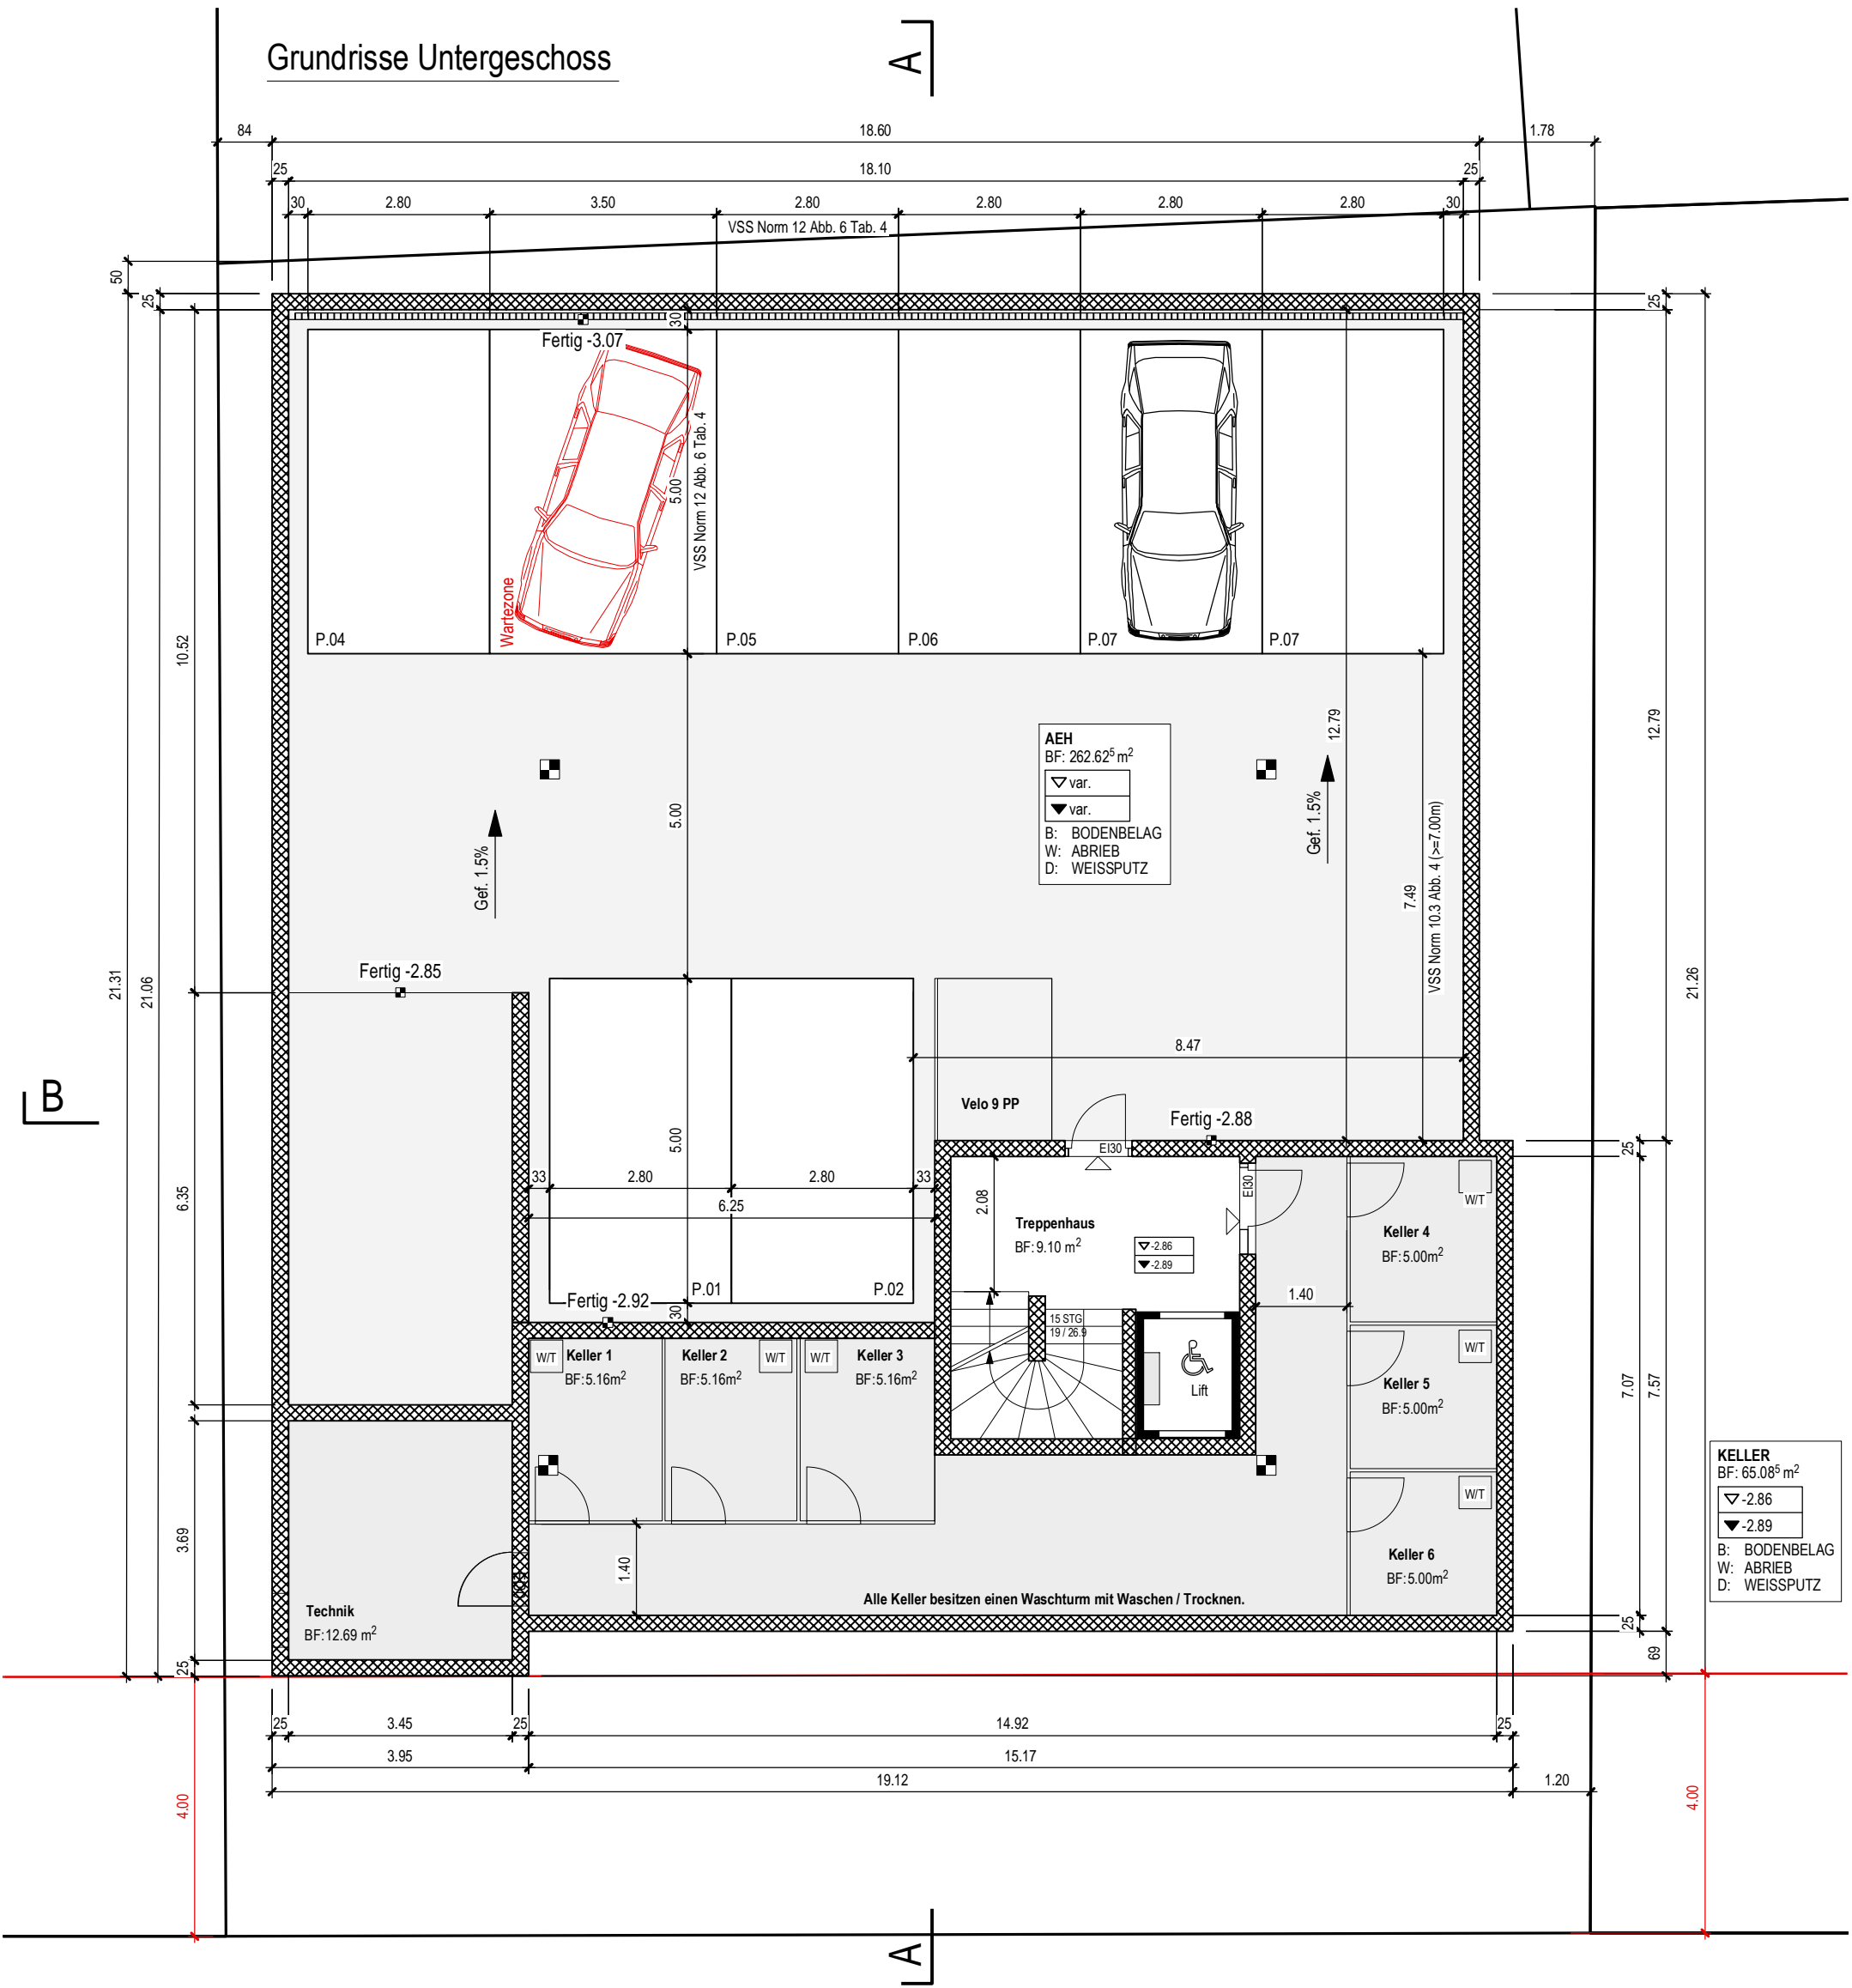 Grundrisse Untergeschoss
A
84
18.60
1.78
25
18.10
25
30
2.80
3.50
2.80
2.80
2.80
2.80
30
VSS Norm 12 Abb. 6 Tab. 4
50
25
25
30
Fertig -3.07
5.00
VSS Norm 12 Abb. 6 Tab. 4
Wartezone
P.04
P.05
P.06
P.07
P.07
10.52
12.79
12.79
AEH
BF: 262.62⁵ m²
var.
var.
B: BODENBELAG
W: ABRIEB
D: WEISSPUTZ
Gef. 1.5%
Gef. 1.5%
5.00
7.49
VSS Norm 10.3 Abb. 4 (>=7.00m)
21.31
21.06
21.26
Fertig -2.85
8.47
B
Velo 9 PP
Fertig -2.88
EI30
25
5.00
33
2.80
2.80
33
6.25
6.35
2.08
EI30
W/T
Treppenhaus
BF: 9.10 m²
-2.86
-2.89
Keller 4
BF: 5.00m²
P.01
P.02
Fertig -2.92
30
1.40
15 STG
19 / 26.9
W/T
Keller 1
BF: 5.16m²
Keller 2
BF: 5.16m²
W/T
W/T
Keller 3
BF: 5.16m²
Lift
W/T
Keller 5
BF: 5.00m²
7.07
7.57
W/T
KELLER
BF: 65.08⁵ m²
-2.86
-2.89
B: BODENBELAG
W: ABRIEB
D: WEISSPUTZ
3.69
1.40
Keller 6
BF: 5.00m²
Alle Keller besitzen einen Waschturm mit Waschen / Trocknen.
Technik
BF: 12.69 m²
25
25
69
25
3.45
25
14.92
25
3.95
15.17
19.12
1.20
4.00
4.00
A